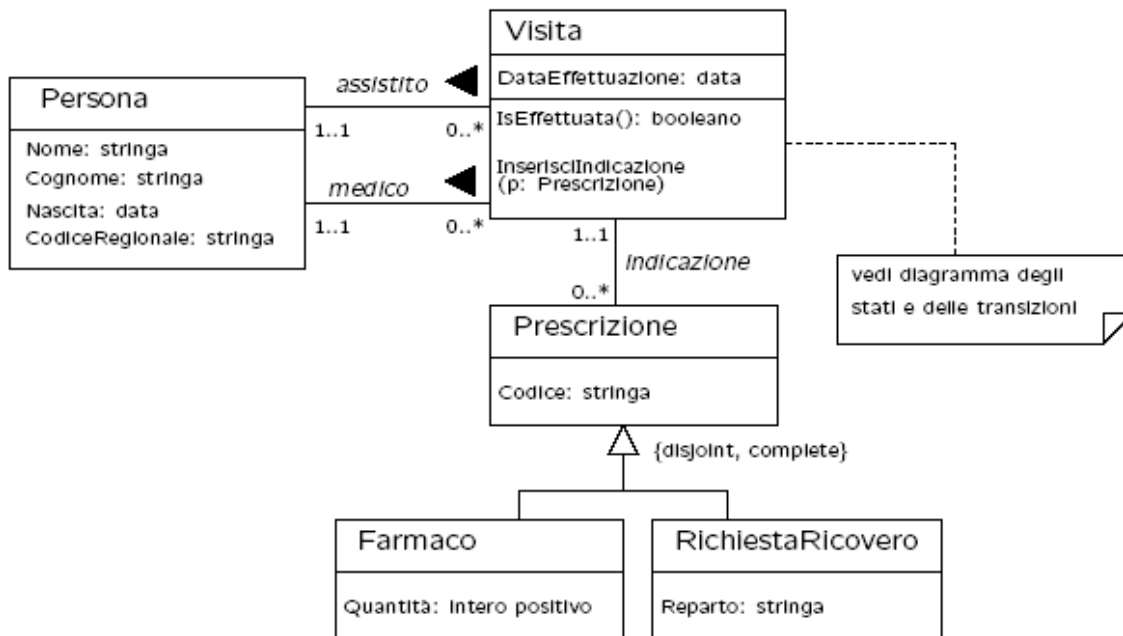 Visita
DataEffettuazione: data
IsEffettuata(): booleano
InserisciIndicazione
(p: Prescrizione)
Persona
Nome: stringa
Cognome: stringa
Nascita: data
CodiceRegionale: stringa
assistito
1..1
0..*
medico
1..1
0..*
1..1
indicazione
0..*
vedi diagramma degli
stati e delle transizioni
Prescrizione
Codice: stringa
{disjoint, complete}
Farmaco
Quantità: intero positivo
RichiestaRicovero
Reparto: stringa